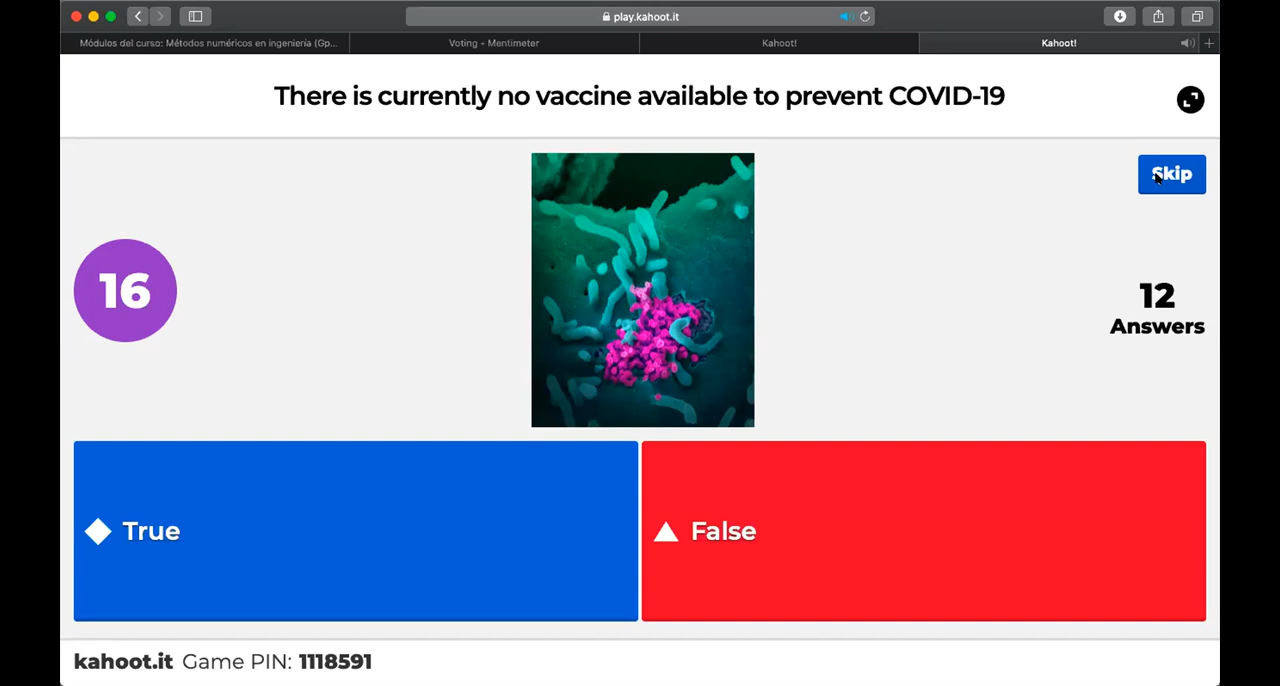 play.kahoot.it
Módulos del curso: Métodos numéricos en ingeniería (Gp...
Voting - Mentimeter
Kahoot!
Kahoot!
There is currently no vaccine available to prevent COVID-19
Skip
16
12
Answers
True
False
kahoot.it Game PIN: 1118591